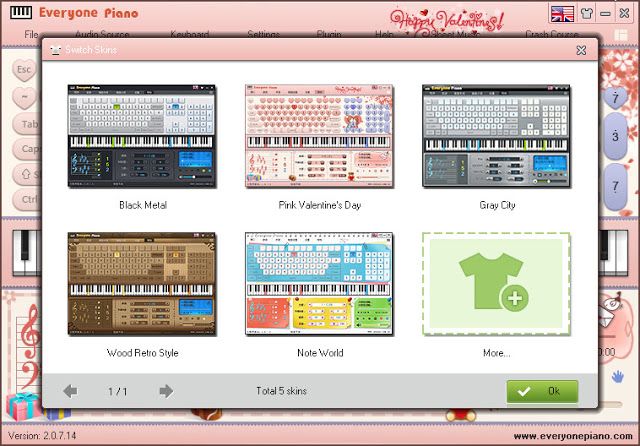 Everyone Piano
Happy Valentines!
File Audio Source Keyboard Settings Plugin Help Sheet Music Crash Course
Switch Skins
Esc
~
Tab
Cap
Ctrl
7
3
7
Black Metal Pink Valentine's Day Gray City
Wood Retro Style Note World More...
1 / 1 Total 5 skins Ok
Version: 2.0.7.14 www.everyonepiano.com